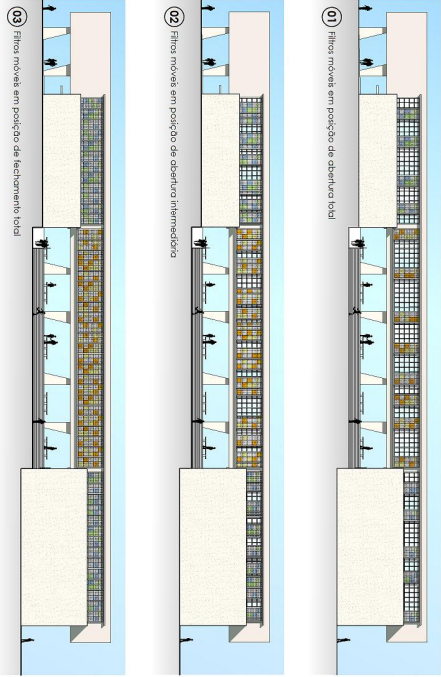 01 Filtros móveis em posição de abertura total
02 Filtros móveis em posição de abertura intermediária
03 Filtros móveis em posição de fechamento total